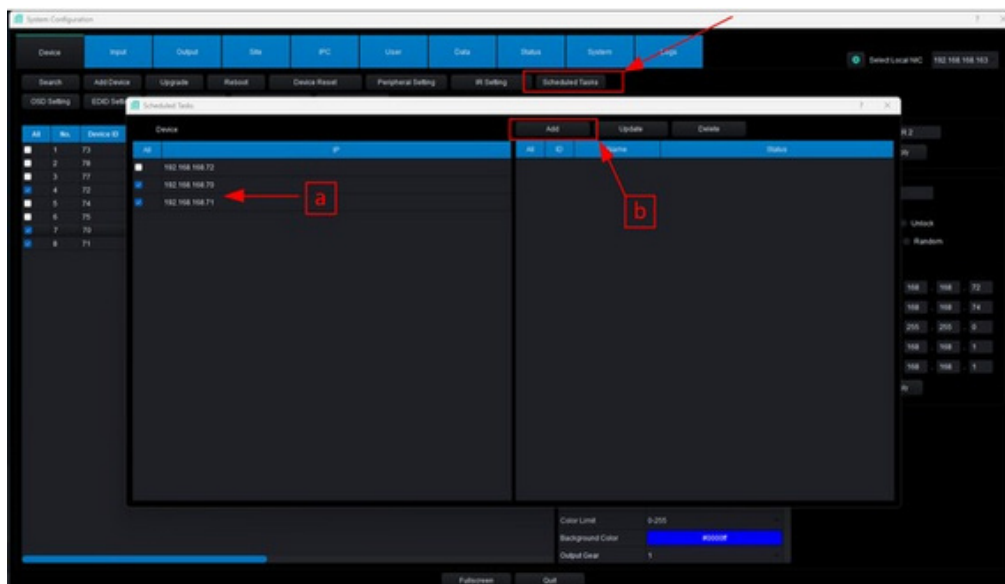 System Configuration
Device Input Output Site IPC User Data Status System Logs
Select Local NIC 192.168.168.163
Search Add Device Upgrade Reboot Device Reset Peripheral Setting IR Setting Scheduled Tasks
OSD Setting EDID
Scheduled Tasks
Device Add Update Delete
All No. Device ID All IP All ID Name Status
1 73
2 78 192.168.168.72
3 77 192.168.168.70
4 72 192.168.168.71
5 74
6 75
7 70
8 71
a
b
Unlock
Random
168 . 168 . 72
168 . 168 . 74
255 . 255 . 0
168 . 168 . 1
168 . 168 . 1
Color Limit 0-255
Background Color #0000ff
Output Gear 1
Fullscreen Quit